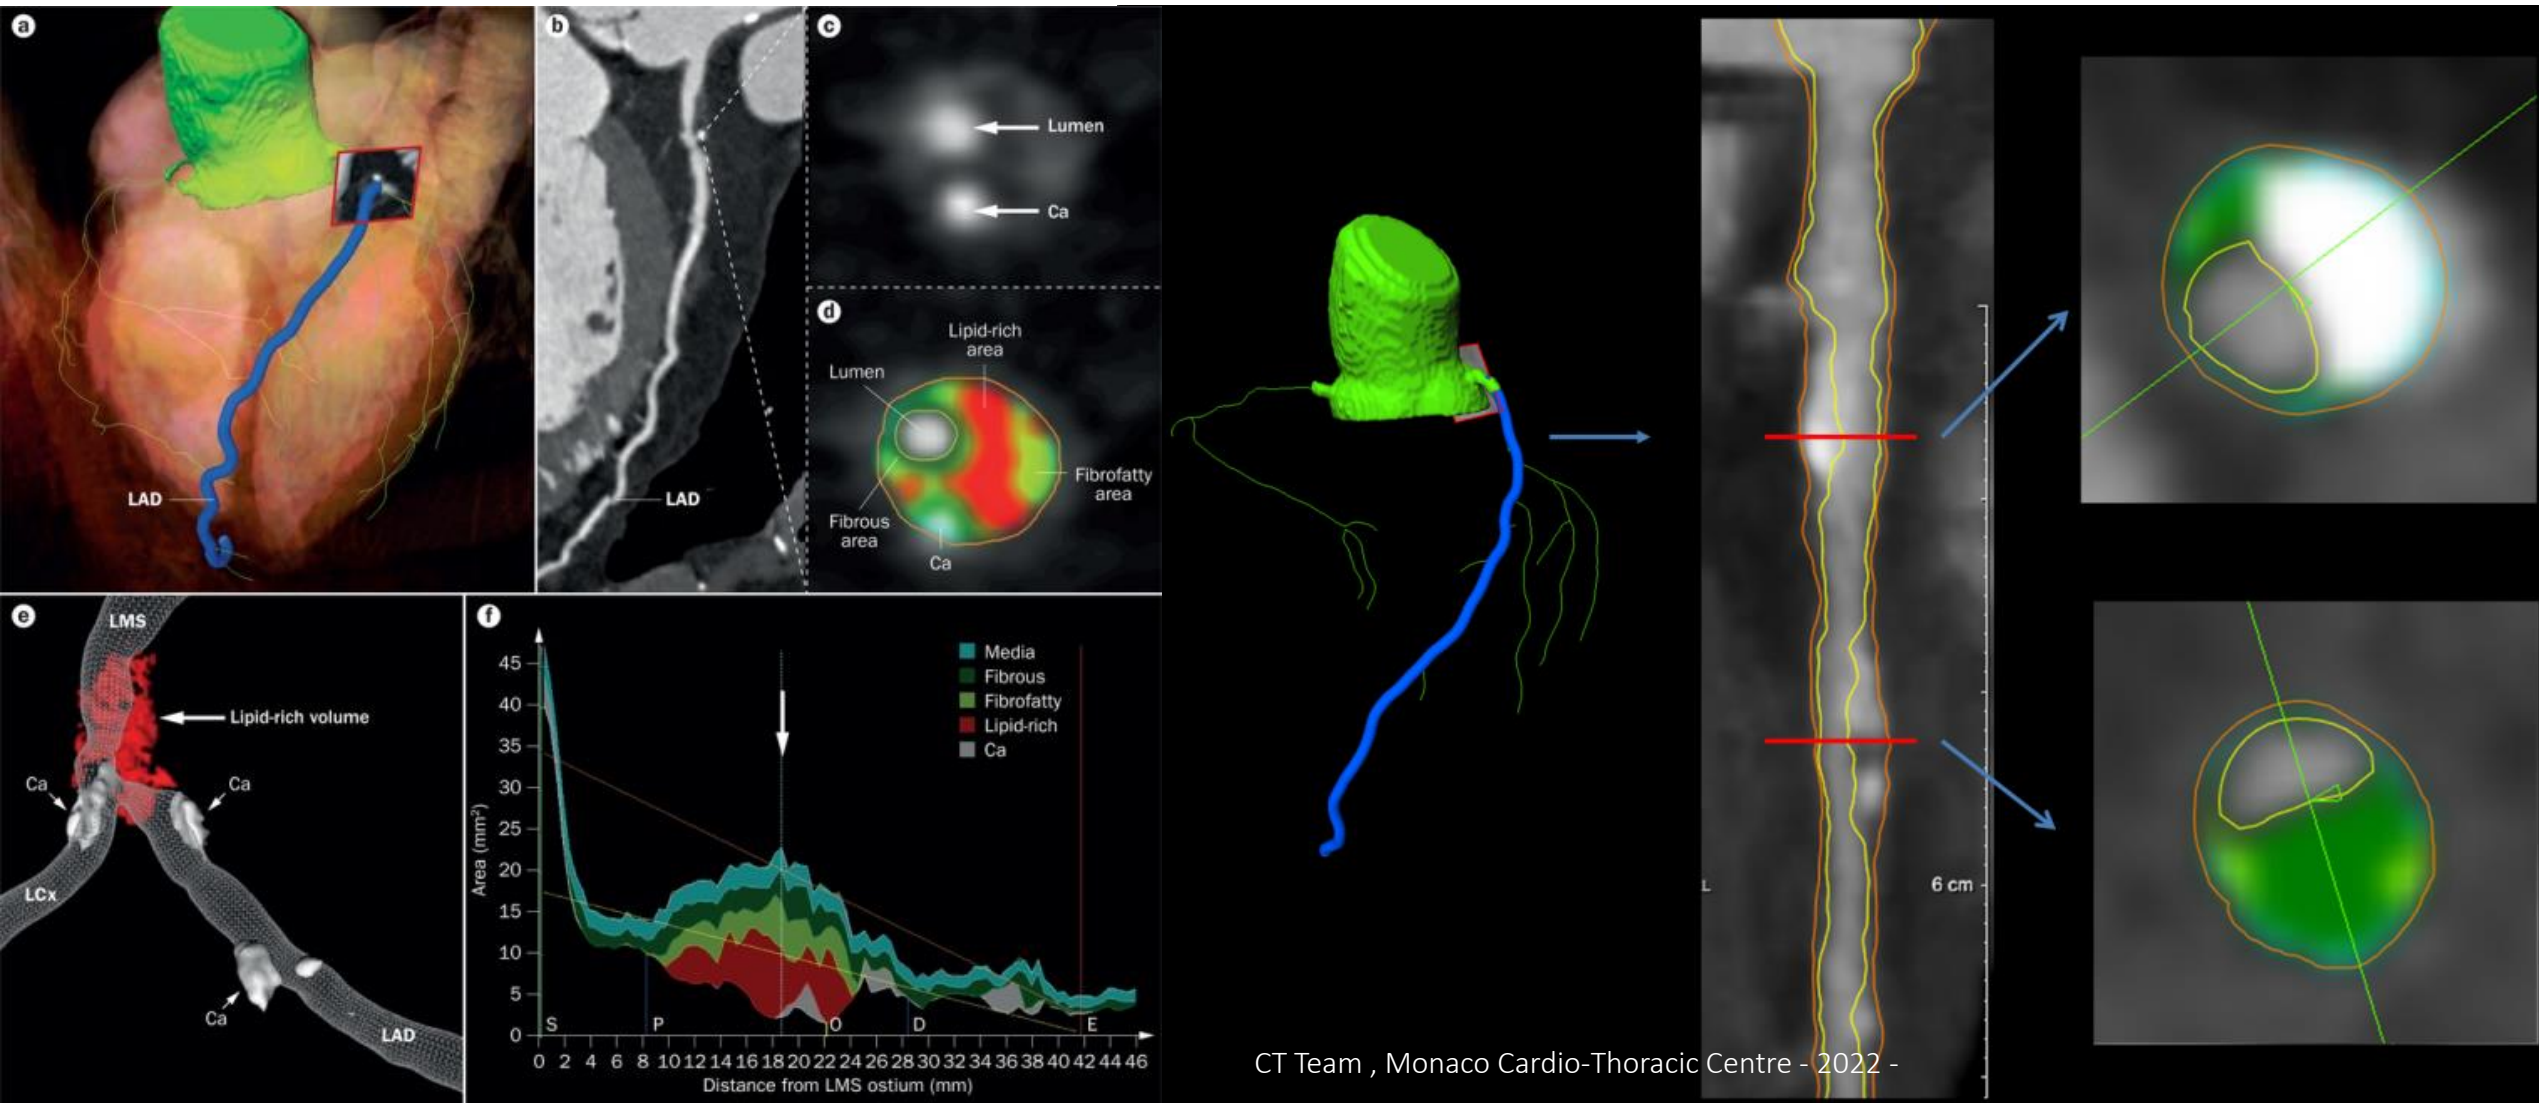 a
LAD
b
LAD
c
Lumen
Ca
d
Lipid-rich
area
Lumen
Fibrofatty
area
Fibrous
area
Ca
e
LMS
Lipid-rich volume
Ca
Ca
LCx
Ca
LAD
f
Media
Fibrous
Fibrofatty
Lipid-rich
Ca
Area (mm²)
45
40
35
30
25
20
15
10
5
0
S P O D E
0 2 4 6 8 10 12 14 16 18 20 22 24 26 28 30 32 34 36 38 40 42 44 46
Distance from LMS ostium (mm)
L
6 cm
CT Team , Monaco Cardio-Thoracic Centre - 2022 -